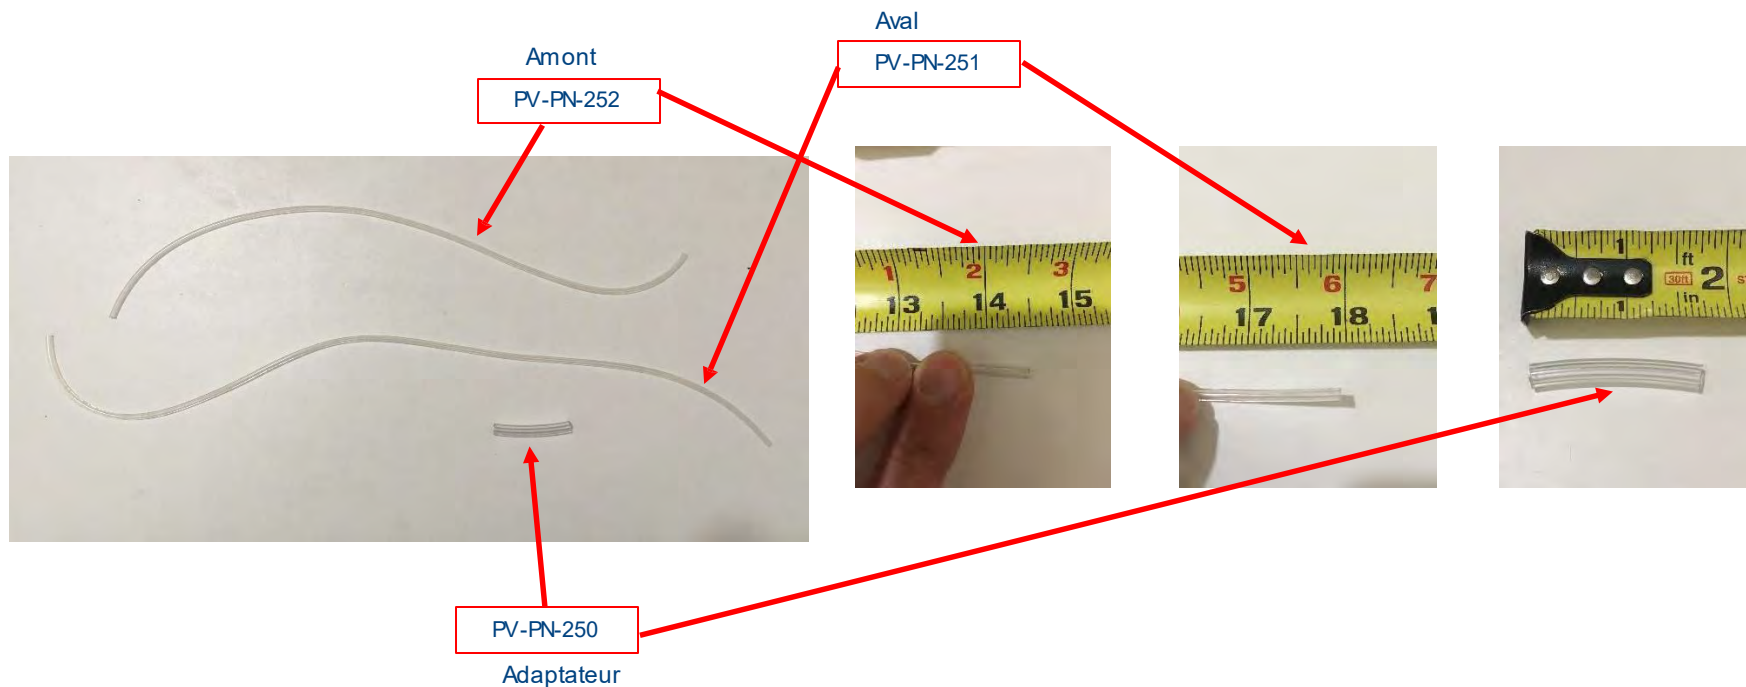 Aval
Amont
PV-PN-251
PV-PN-252
1 2 3
13 14 15
5 6 7
17 18
1 ft
30ft 2
in
1
PV-PN-250
Adaptateur